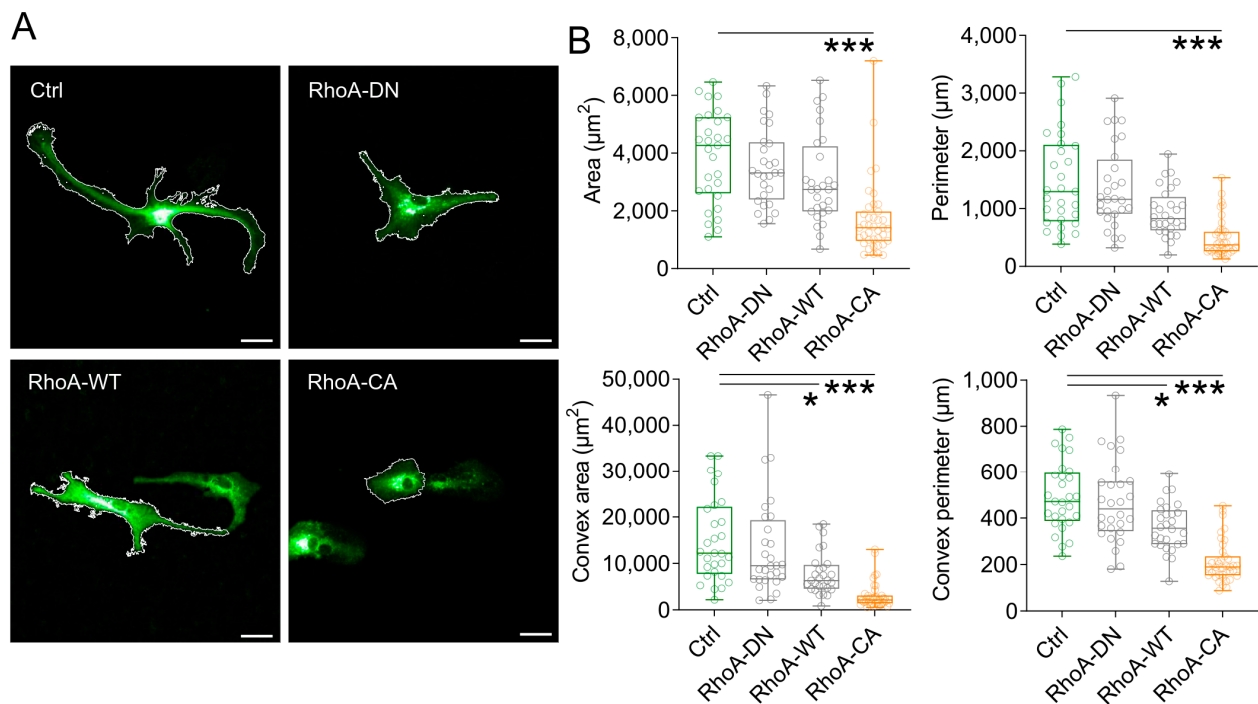 A
Ctrl
RhoA-DN
RhoA-WT
RhoA-CA
B
Area (μm²)
8,000
6,000
4,000
2,000
0
***
Ctrl
RhoA-DN
RhoA-WT
RhoA-CA
Perimeter (μm)
4,000
3,000
2,000
1,000
0
***
Ctrl
RhoA-DN
RhoA-WT
RhoA-CA
Convex area (μm²)
50,000
40,000
30,000
20,000
10,000
0
* ***
Ctrl
RhoA-DN
RhoA-WT
RhoA-CA
Convex perimeter (μm)
1,000
800
600
400
200
0
* ***
Ctrl
RhoA-DN
RhoA-WT
RhoA-CA